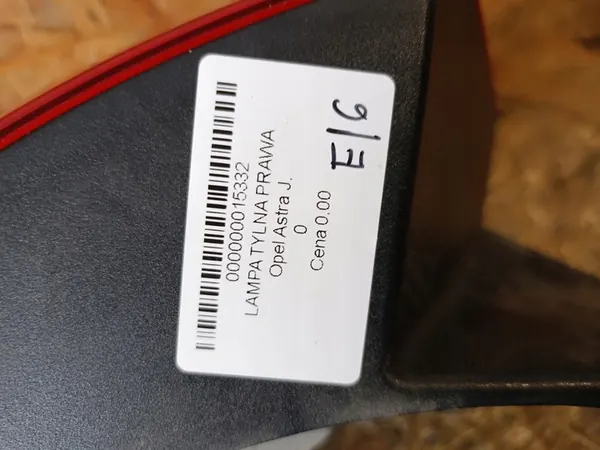 000000015332
LAMPA TYLNA PRAWA
Opel Astra J.
0
Cena 0.00
E/6